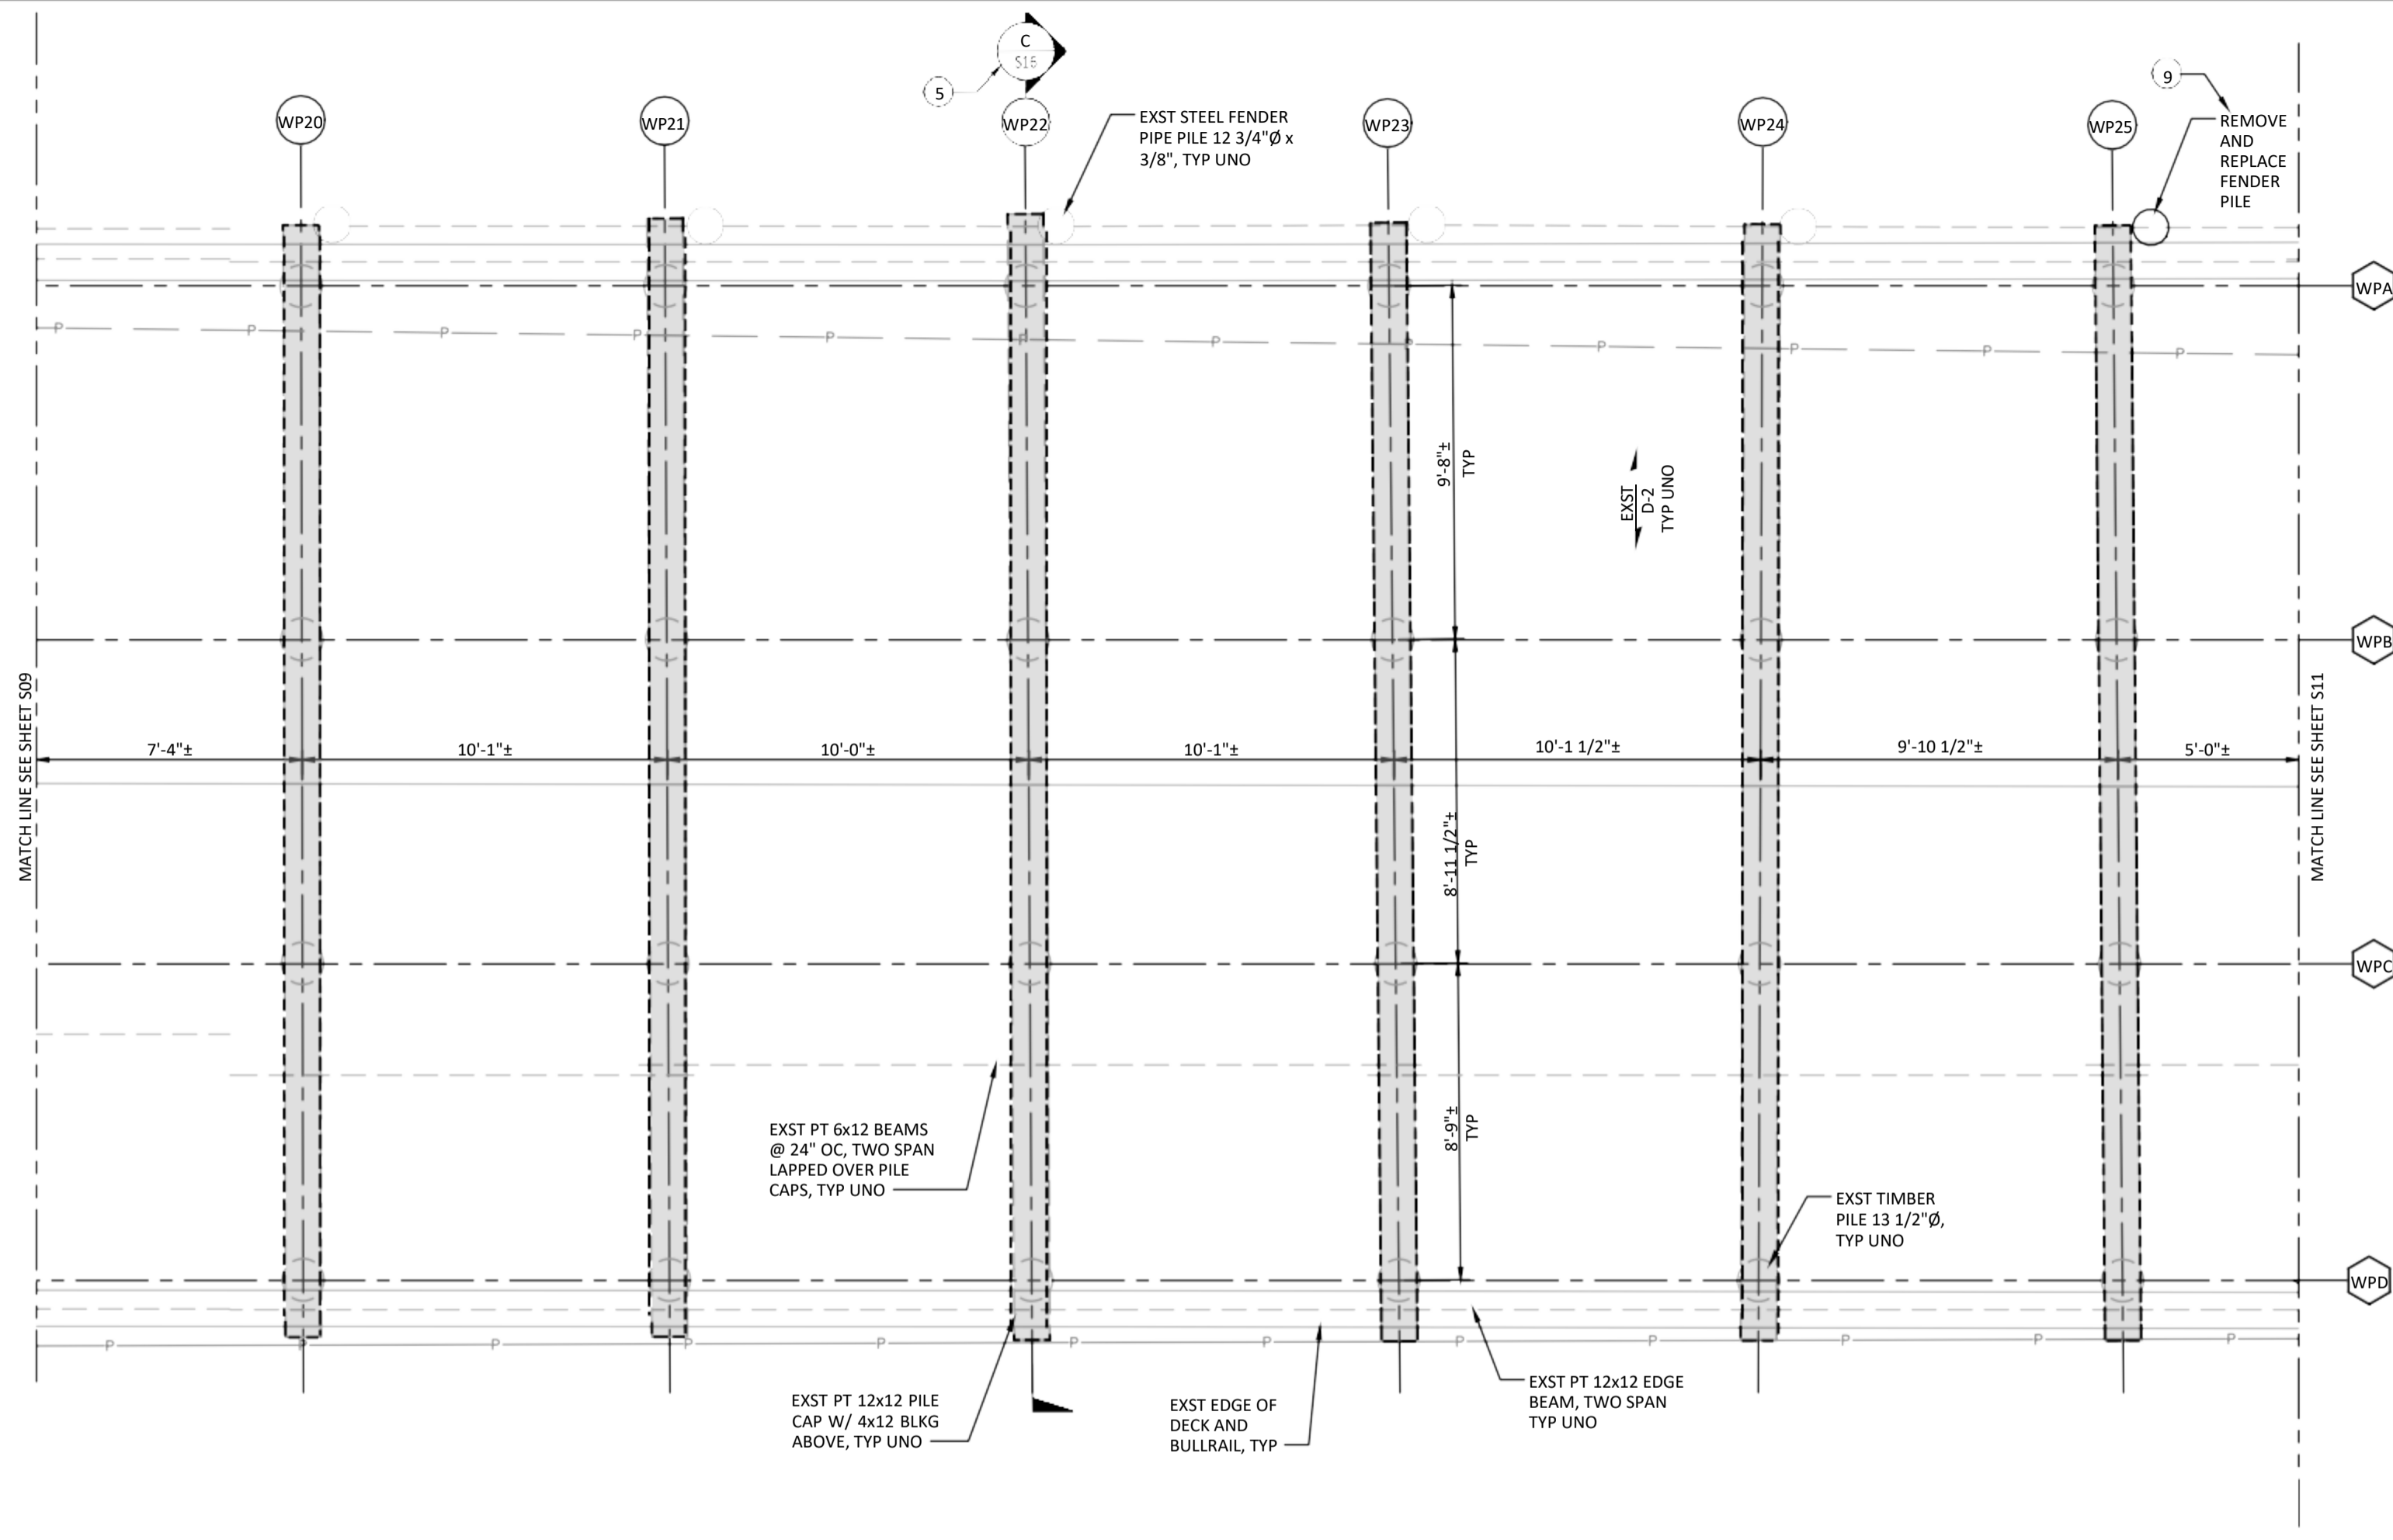 C
S15
5
9
WP20
WP21
WP22
WP23
WP24
WP25
EXST STEEL FENDER
PIPE PILE 12 3/4"Ø x
3/8", TYP UNO
REMOVE
AND
REPLACE
FENDER
PILE
WPA
P P P P P P P P P P P P
9'-8"±
TYP
EXST
D-2
TYP UNO
WPB
MATCH LINE SEE SHEET S09
7'-4"±
10'-1"±
10'-0"±
10'-1"±
10'-1 1/2"±
9'-10 1/2"±
5'-0"±
MATCH LINE SEE SHEET S11
8'-11 1/2"±
TYP
WPC
EXST PT 6x12 BEAMS
@ 24" OC, TWO SPAN
LAPPED OVER PILE
CAPS, TYP UNO
8'-9"±
TYP
EXST TIMBER
PILE 13 1/2"Ø,
TYP UNO
WPD
P P P P P P P P P P P P
EXST PT 12x12 PILE
CAP W/ 4x12 BLKG
ABOVE, TYP UNO
EXST EDGE OF
DECK AND
BULLRAIL, TYP
EXST PT 12x12 EDGE
BEAM, TWO SPAN
TYP UNO